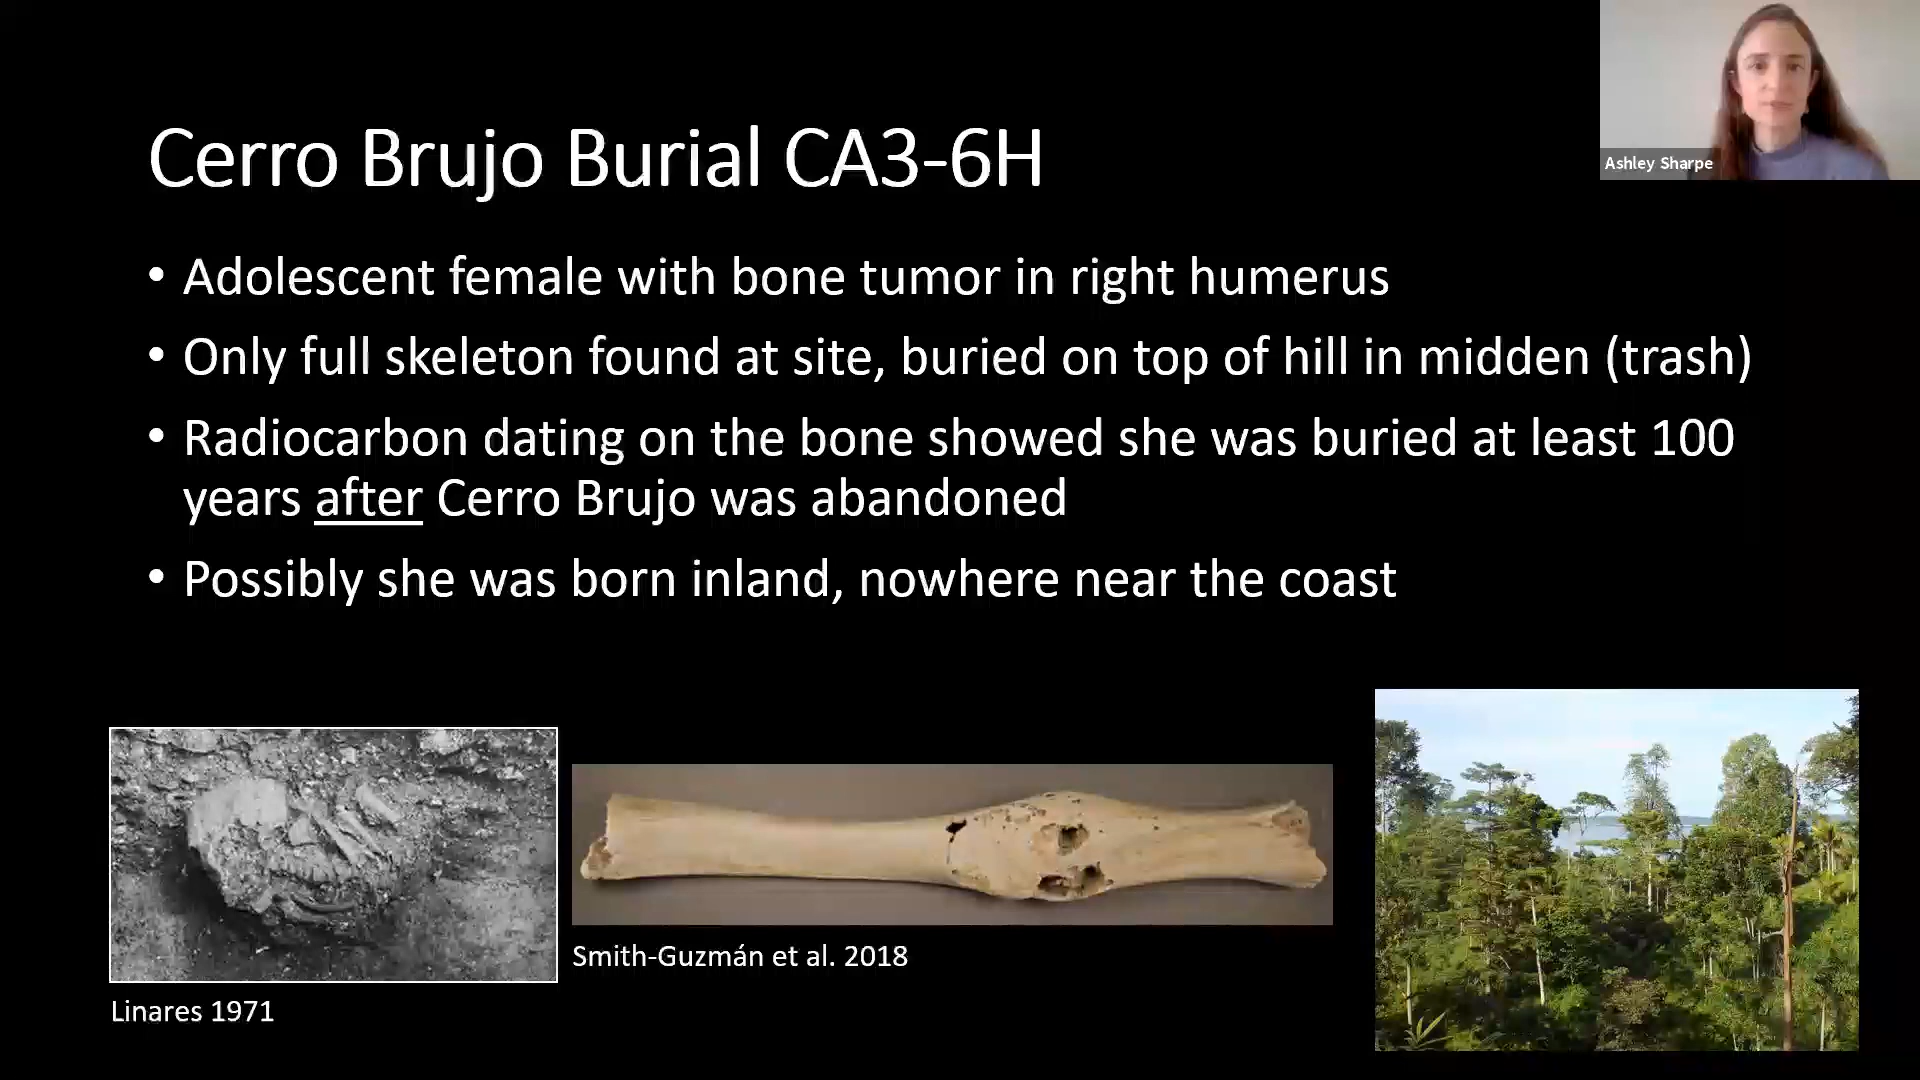 Cerro Brujo Burial CA3-6H
Ashley Sharpe
• Adolescent female with bone tumor in right humerus
• Only full skeleton found at site, buried on top of hill in midden (trash)
• Radiocarbon dating on the bone showed she was buried at least 100
years after Cerro Brujo was abandoned
• Possibly she was born inland, nowhere near the coast
Smith-Guzmán et al. 2018
Linares 1971